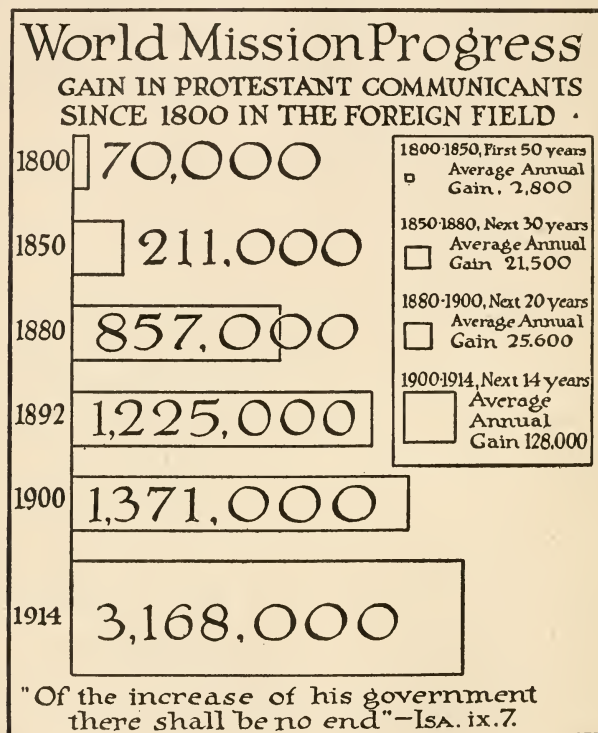 World Mission Progress
GAIN IN PROTESTANT COMMUNICANTS
SINCE 1800 IN THE FOREIGN FIELD .
1800 70,000
1850 211,000
1880 857,000
1892 1,225,000
1900 1,371,000
1914 3,168,000
1800-1850, First 50 years
Average Annual
Gain. 2,800
1850-1880, Next 30 years
Average Annual
Gain 21,500
1880-1900, Next 20 years
Average Annual
Gain 25.600
1900-1914, Next 14 years
Average
Annual
Gain 128,000
"Of the increase of his government
there shall be no end"-ISA. ix.7.